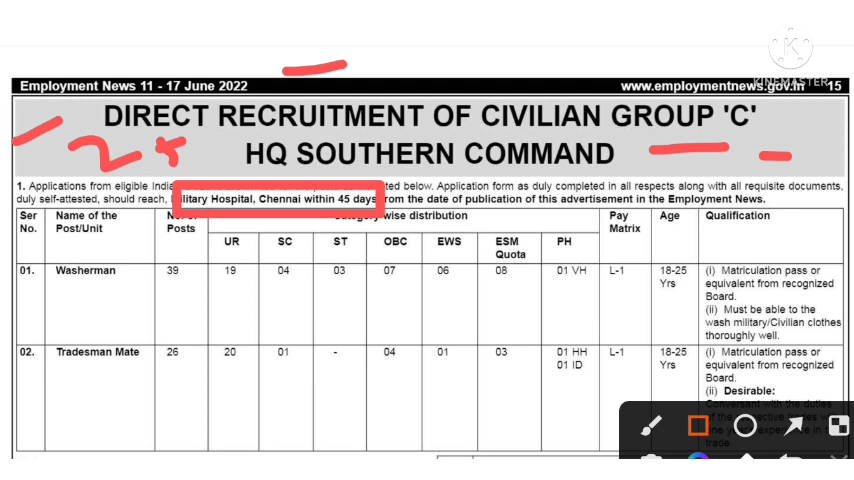 K
KINEMASTER
Employment News 11 - 17 June 2022 www.employmentnews.gov.in 15
DIRECT RECRUITMENT OF CIVILIAN GROUP 'C'
HQ SOUTHERN COMMAND
1. Applications from eligible below. Application form as duly completed in all respects along with all requisite documents,
duly self-attested, should reach, Military Hospital, Chennai within 45 days from the date of publication of this advertisement in the Employment News.
Ser No. Name of the Post/Unit Posts wise distribution Pay Matrix Age Qualification
UR SC ST OBC EWS ESM Quota PH
01. Washerman 39 19 04 03 07 06 08 01 VH L-1 18-25 Yrs (i) Matriculation pass or
equivalent from recognized
Board.
(ii) Must be able to the
wash military/Civilian clothes
thoroughly well.
02. Tradesman Mate 26 20 01 - 04 01 03 01 HH 01 ID L-1 18-25 Yrs (i) Matriculation pass or
equivalent from recognized
Board.
(ii) Desirable:
Conversant with the duties
trade.